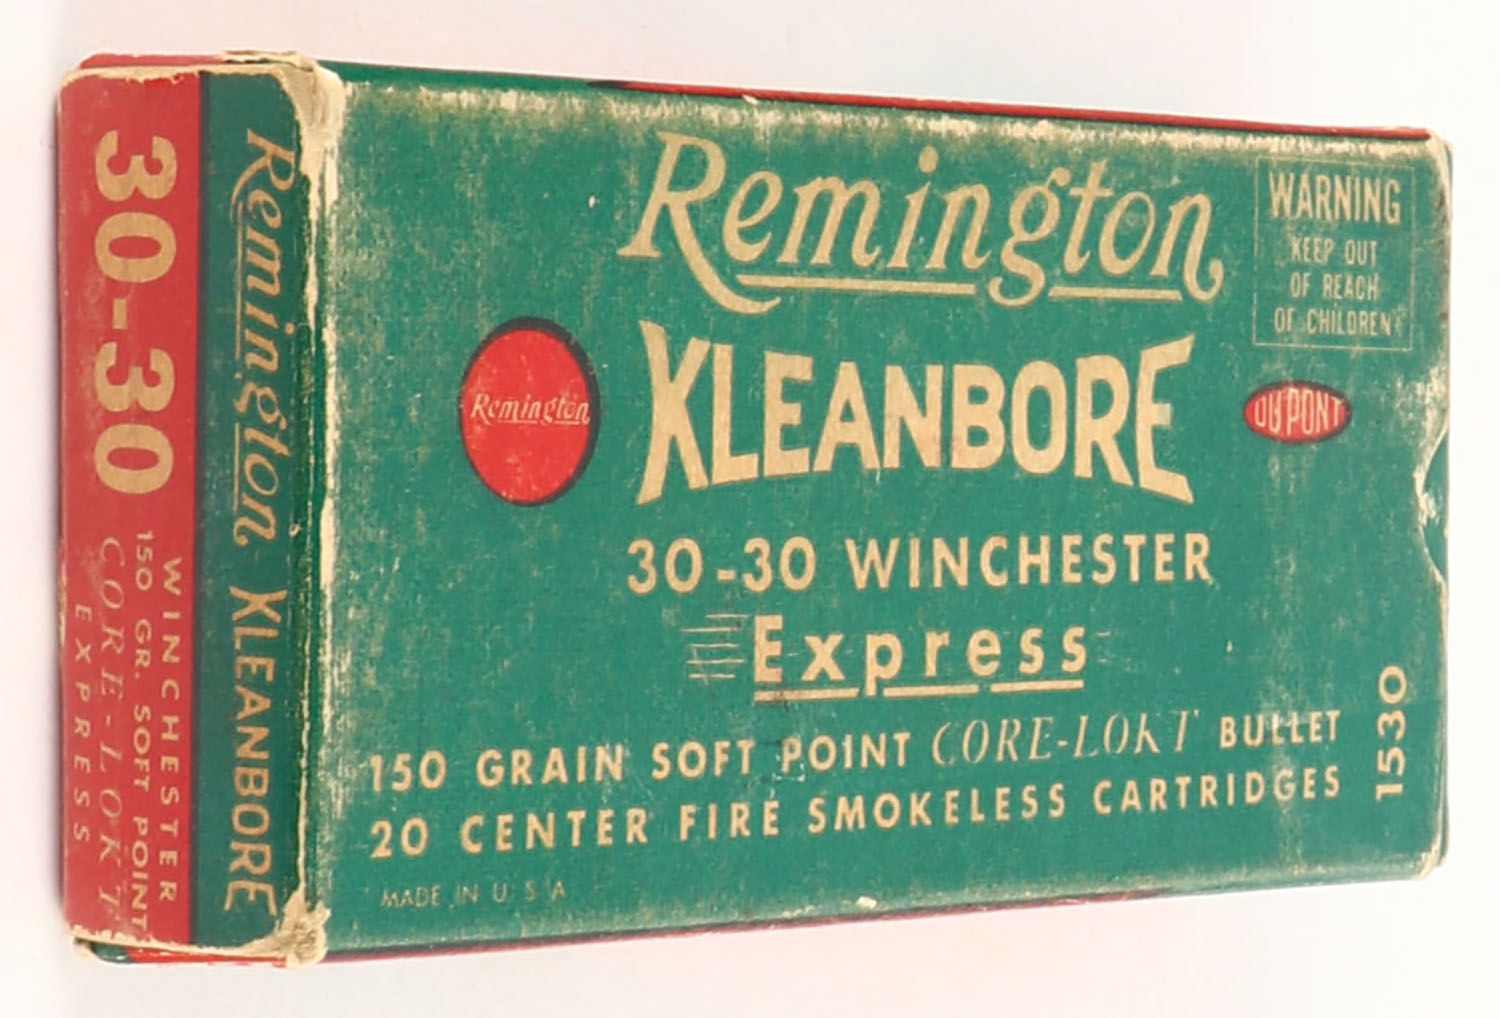 Remington
KLEANBORE
30-30 WINCHESTER
Express
150 GRAIN SOFT POINT CORE-LOKT BULLET
20 CENTER FIRE SMOKELESS CARTRIDGES
MADE IN U S A
Remington
WARNING
KEEP OUT
OF REACH
OF CHILDREN
DU PONT
1530
Remington KLEANBORE
30-30
WINCHESTER
150 GR. SOFT POINT
CORE-LOKT
EXPRESS